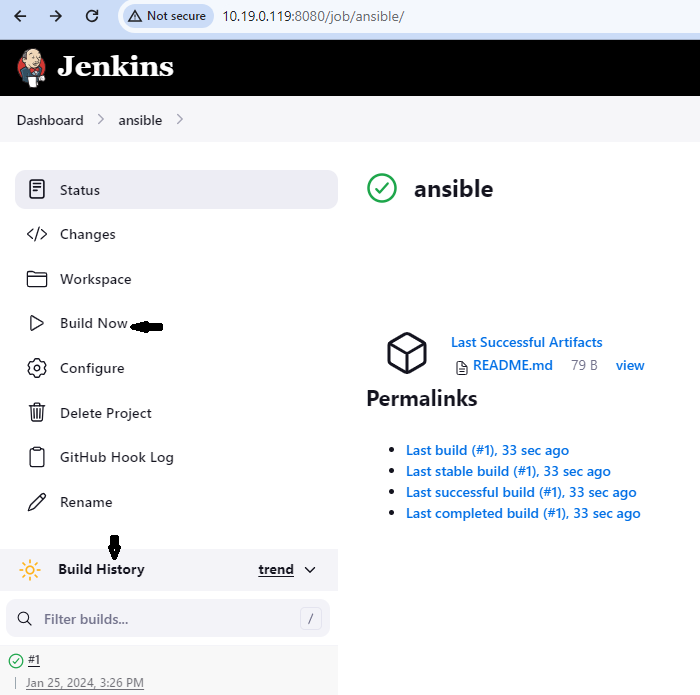 Not secure 10.19.0.119:8080/job/ansible/
Jenkins
Dashboard ansible
Status
Changes
Workspace
Build Now
Configure
Delete Project
GitHub Hook Log
Rename
Build History trend
Filter builds... /
#1
Jan 25, 2024, 3:26 PM
ansible
Last Successful Artifacts
README.md 79 B view
Permalinks
Last build (#1), 33 sec ago
Last stable build (#1), 33 sec ago
Last successful build (#1), 33 sec ago
Last completed build (#1), 33 sec ago